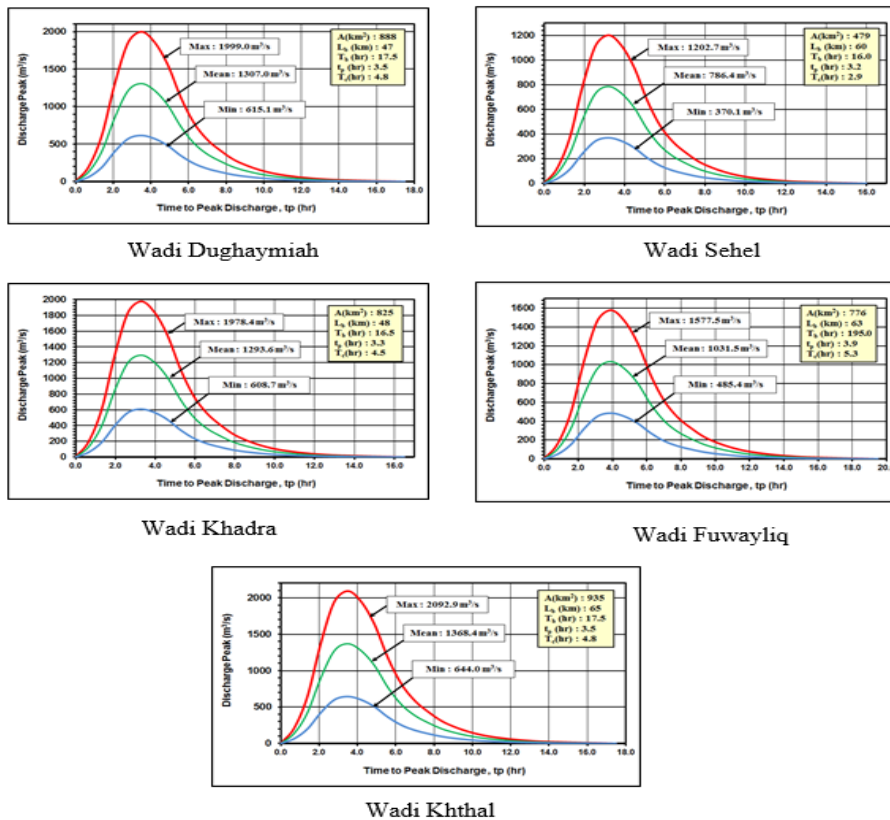 2000
1500
1000
500
0
Discharge Peak (m³/s)
Max : 1999.0 m³/s
Mean : 1307.0 m³/s
Min : 615.1 m³/s
A(km²) : 888
Lb (km) : 47
Tb (hr) : 17.5
tp (hr) : 3.5
Tc (hr) : 4.8
0.0 2.0 4.0 6.0 8.0 10.0 12.0 14.0 16.0 18.0
Time to Peak Discharge, tp (hr)
Wadi Dughaymiah
1200
1000
800
600
400
200
0
Discharge Peak (m³/s)
Max : 1202.7 m³/s
Mean : 786.4 m³/s
Min : 370.1 m³/s
A(km²) : 479
Lb (km) : 60
Tb (hr) : 16.0
tp (hr) : 3.2
Tc (hr) : 2.9
0.0 2.0 4.0 6.0 8.0 10.0 12.0 14.0 16.0
Time to Peak Discharge, tp (hr)
Wadi Sehel
2000
1800
1600
1400
1200
1000
800
600
400
200
0
Discharge Peak (m³/s)
Max : 1978.4 m³/s
Mean : 1293.6 m³/s
Min : 608.7 m³/s
A(km²) : 825
Lb (km) : 48
Tb (hr) : 16.5
tp (hr) : 3.3
Tc (hr) : 4.5
0.0 2.0 4.0 6.0 8.0 10.0 12.0 14.0 16.0
Time to Peak Discharge, tp (hr)
Wadi Khadra
1600
1400
1200
1000
800
600
400
200
0
Discharge Peak (m³/s)
Max : 1577.5 m³/s
Mean : 1031.5 m³/s
Min : 485.4 m³/s
A(km²) : 776
Lb (km) : 63
Tb (hr) : 195.0
tp (hr) : 3.9
Tc (hr) : 5.3
0.0 2.0 4.0 6.0 8.0 10.0 12.0 14.0 16.0 18.0 20.0
Time to Peak Discharge, tp (hr)
Wadi Fuwayliq
2000
1500
1000
500
0
Discharge Peak (m³/s)
Max : 2092.9 m³/s
Mean : 1368.4 m³/s
Min : 644.0 m³/s
A(km²) : 935
Lb (km) : 65
Tb (hr) : 17.5
tp (hr) : 3.5
Tc (hr) : 4.8
0.0 2.0 4.0 6.0 8.0 10.0 12.0 14.0 16.0 18.0
Time to Peak Discharge, tp (hr)
Wadi Khthal